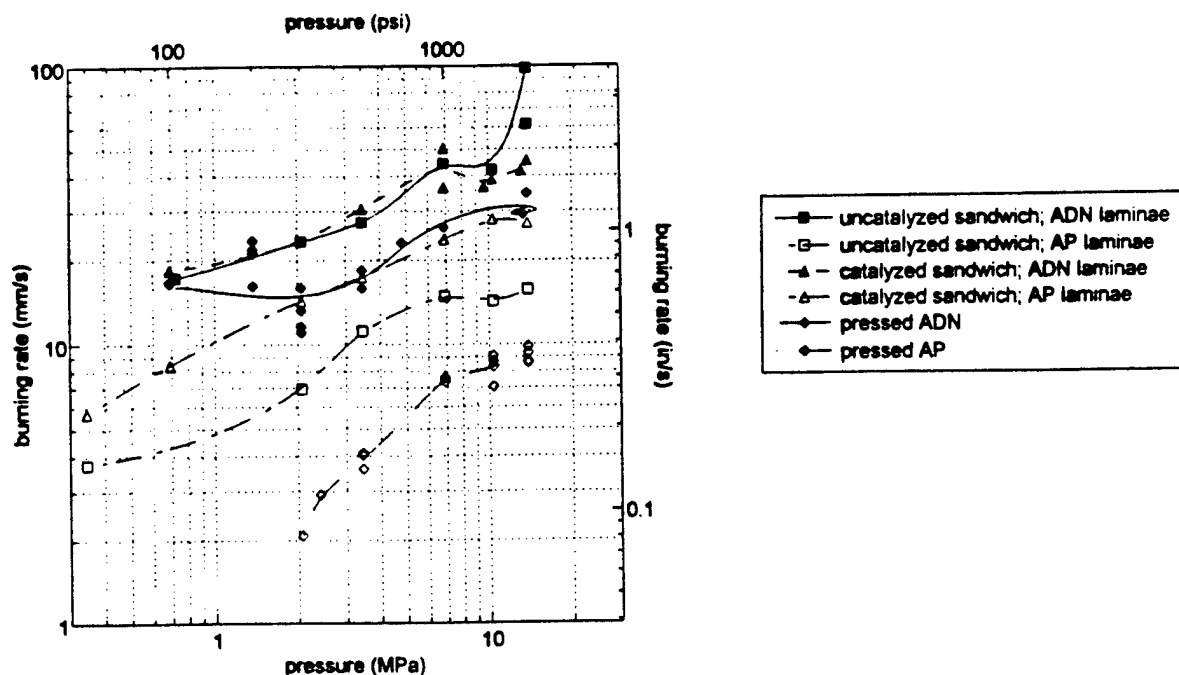 pressure (psi)
100
1000
100
10
1
burning rate (mm/s)
1
0.1
burning rate (in/s)
1
10
pressure (MPa)
uncatalyzed sandwich; ADN laminae
uncatalyzed sandwich; AP laminae
catalyzed sandwich; ADN laminae
catalyzed sandwich; AP laminae
pressed ADN
pressed AP